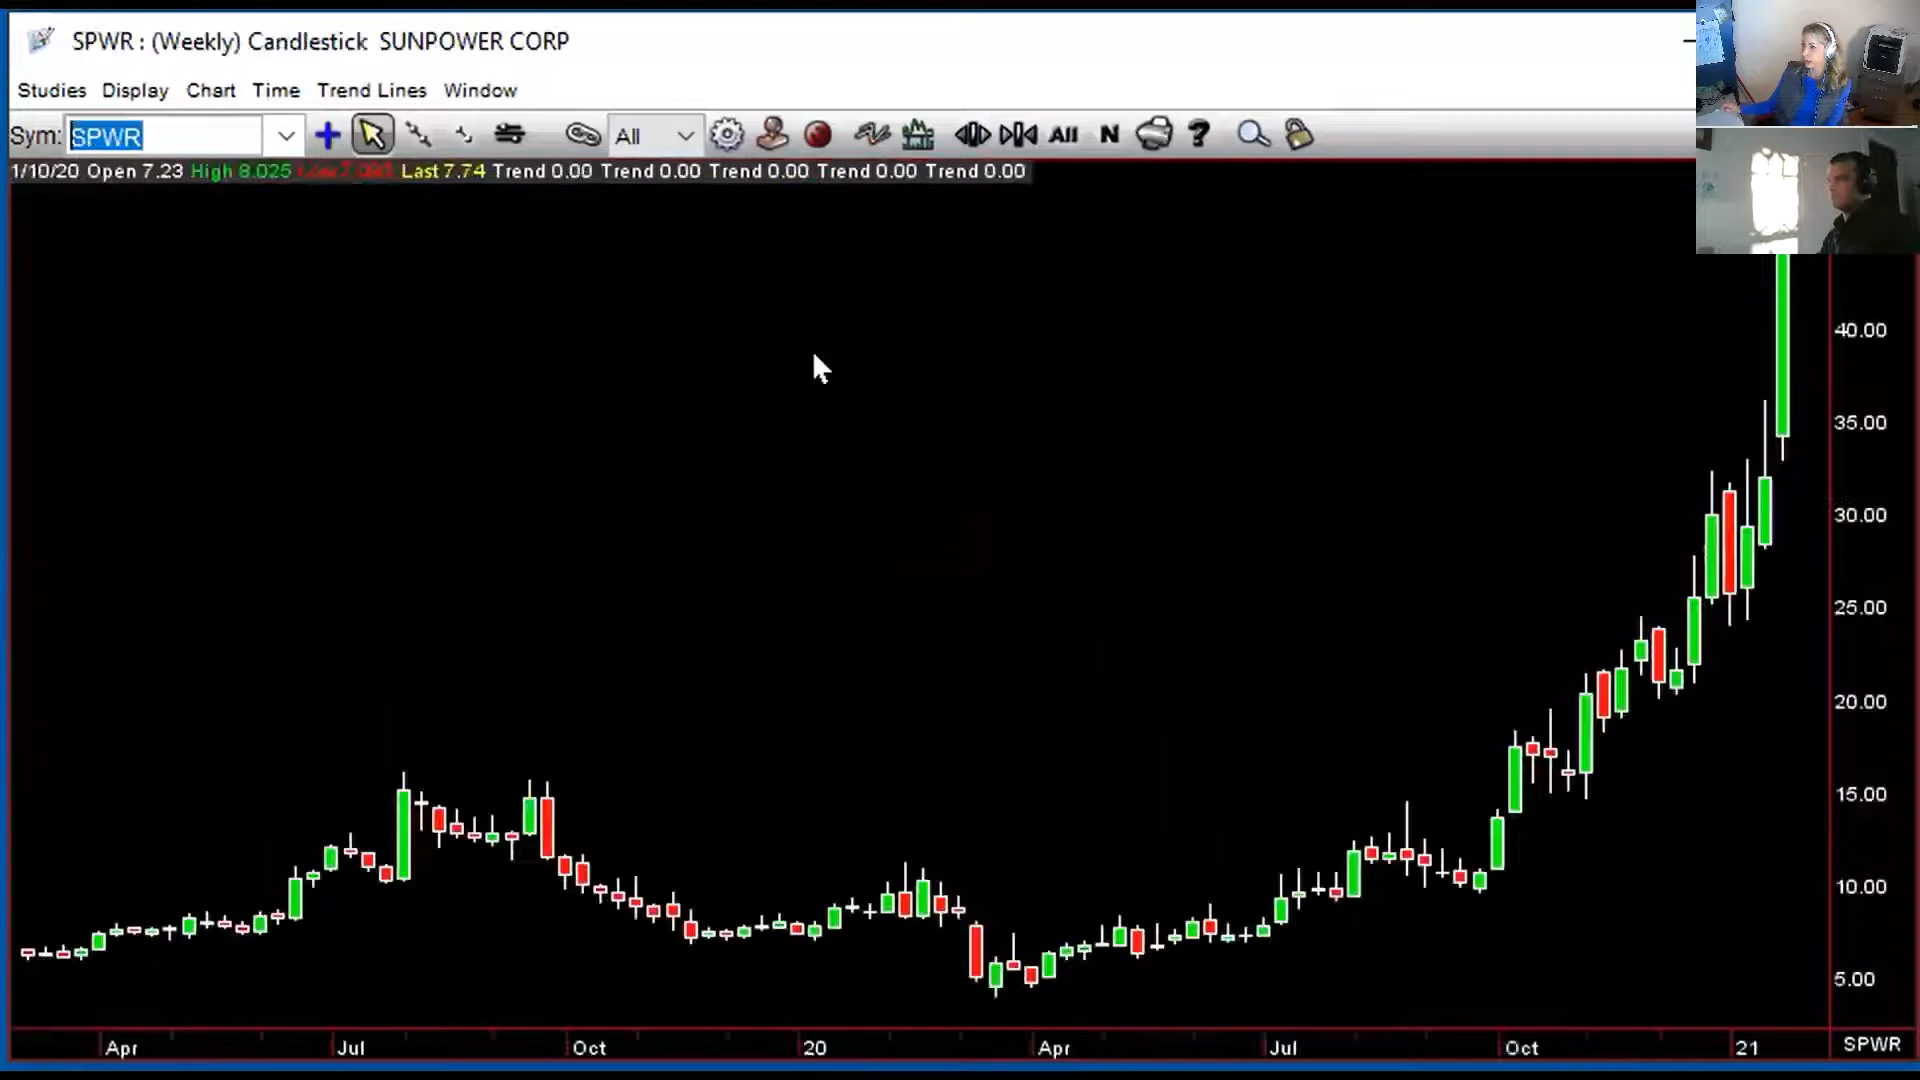 SPWR : (Weekly) Candlestick SUNPOWER CORP
Studies Display Chart Time Trend Lines Window
Sym: SPWR All All N ?
1/10/20 Open 7.23 High 8.025 Last 7.74 Trend 0.00 Trend 0.00 Trend 0.00 Trend 0.00 Trend 0.00
40.00
35.00
30.00
25.00
20.00
15.00
10.00
5.00
Apr Jul Oct 20 Apr Jul Oct 21 SPWR